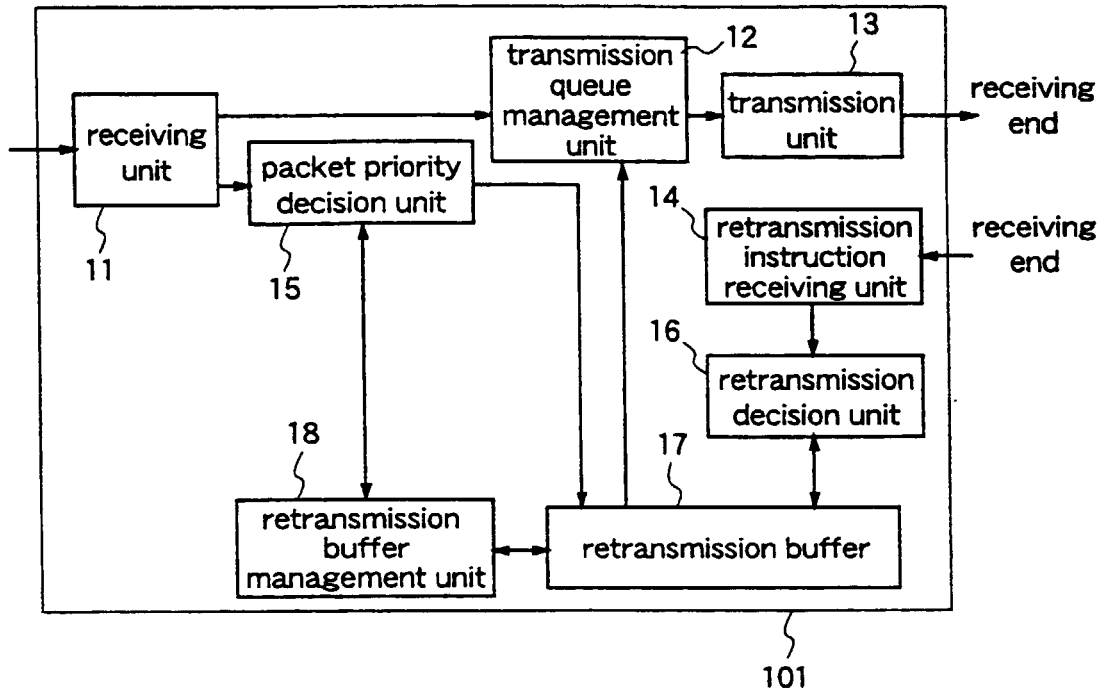 12
13
transmission
queue
management
unit
transmission
unit
receiving
end
receiving
unit
11
packet priority
decision unit
15
14
retransmission
instruction
receiving unit
receiving
end
16
retransmission
decision unit
18
retransmission
buffer
management unit
17
retransmission buffer
101